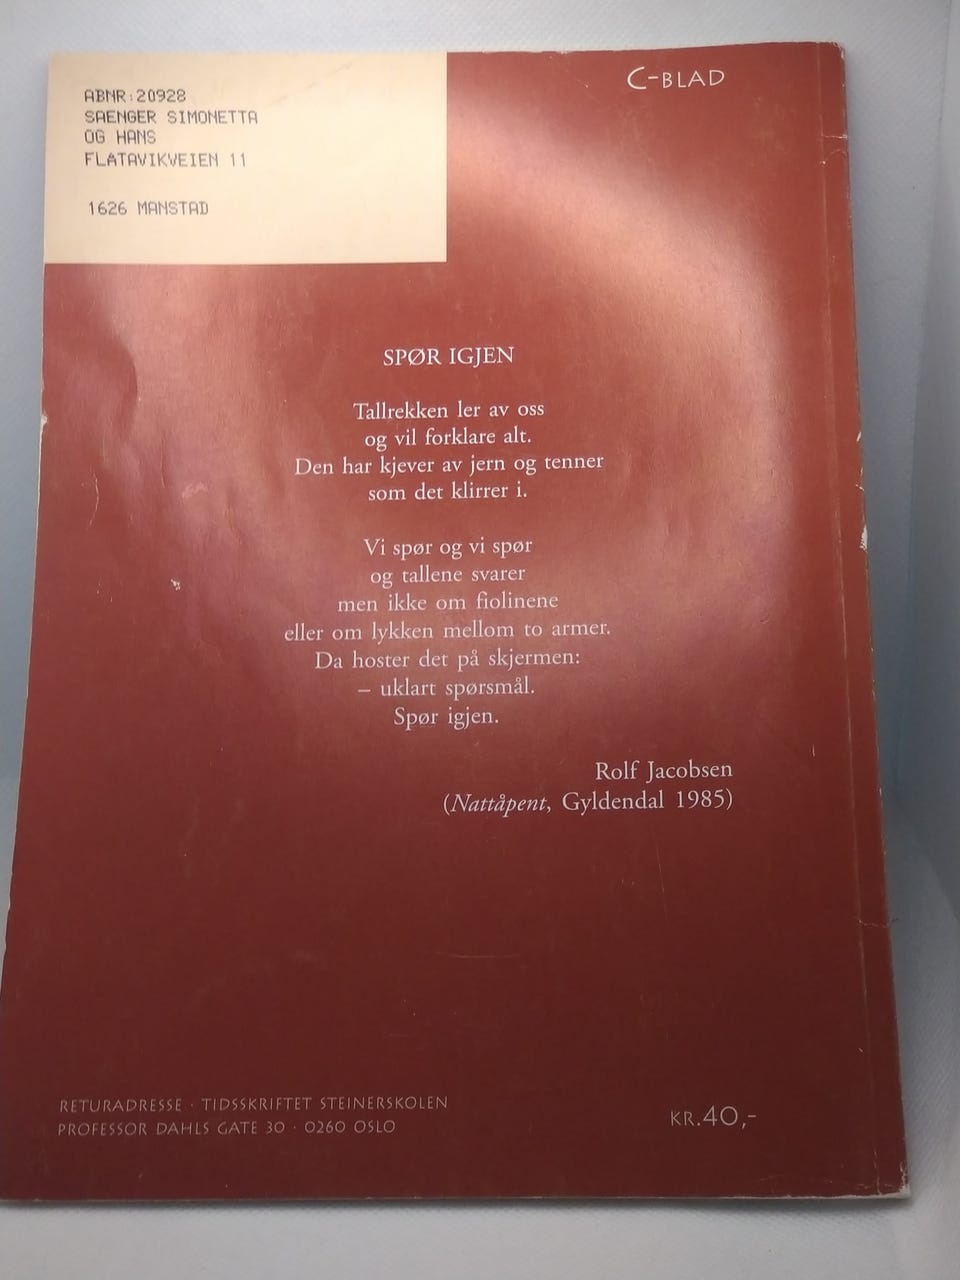 ABNR:20928
SAENGER SIMONETTA
OG HANS
FLATAVIKVEIEN 11
1626 MANSTAD
C-BLAD
SPØR IGJEN
Tallrekken ler av oss
og vil forklare alt.
Den har kjever av jern og tenner
som det klirrer i.
Vi spør og vi spør
og tallene svarer
men ikke om fiolinene
eller om lykken mellom to armer.
Da hoster det på skjermen:
– uklart spørsmål.
Spør igjen.
Rolf Jacobsen
(Nattåpent, Gyldendal 1985)
RETURADRESSE · TIDSSKRIFTET STEINERSKOLEN
PROFESSOR DAHLS GATE 30 · 0260 OSLO
KR.40,-